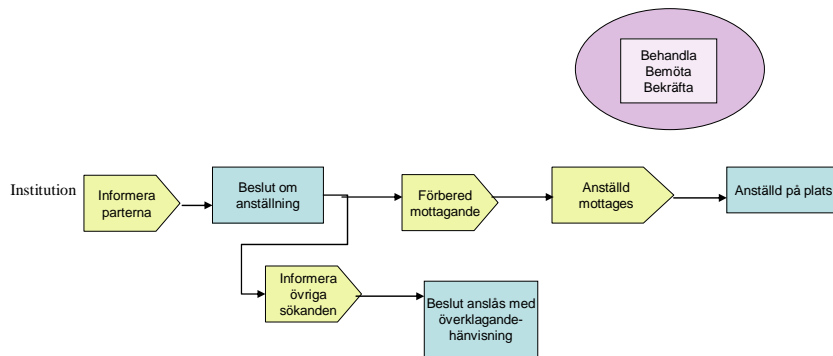 Behandla
Bemöta
Bekräfta
Institution
Informera
parterna
Beslut om
anställning
Förbered
mottagande
Anställd
mottages
Anställd på plats
Informera
övriga
sökanden
Beslut anslås med
överklagande-
hänvisning